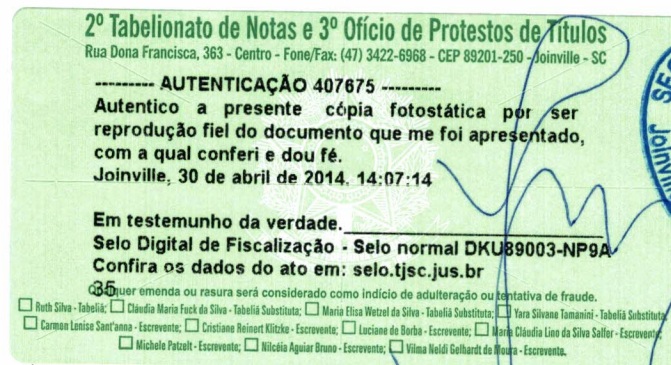 2º Tabelionato de Notas e 3º Ofício de Protestos de Títulos
Rua Dona Francisca, 363 - Centro - Fone/Fax: (47) 3422-6968 - CEP 89201-250 - Joinville - SC
--------- AUTENTICAÇÃO 407675 ---------
Autentico a presente cópia fotostática por ser
reprodução fiel do documento que me foi apresentado,
com a qual conferi e dou fé.
Joinville, 30 de abril de 2014. 14:07:14
Em testemunho da verdade.
Selo Digital de Fiscalização - Selo normal DKU89003-NP9A
Confira os dados do ato em: selo.tjsc.jus.br
35
Qualquer emenda ou rasura será considerado como indício de adulteração ou tentativa de fraude.
Ruth Silva - Tabeliã; Cláudia Maria Fuck da Silva - Tabeliã Substituta; Maria Elisa Wetzel da Silva - Tabeliã Substituta; Yara Silvane Tamanini - Tabeliã Substituta;
Carmen Lenise Sant'anna - Escrevente; Cristiane Reinert Klitzke - Escrevente; Luciane de Borba - Escrevente; Maria Cláudia Lino da Silva Salfer - Escrevente;
Michele Patzelt - Escrevente; Nilcéia Aguiar Bruno - Escrevente; Vilma Neldi Gelhardt de Moura - Escrevente.